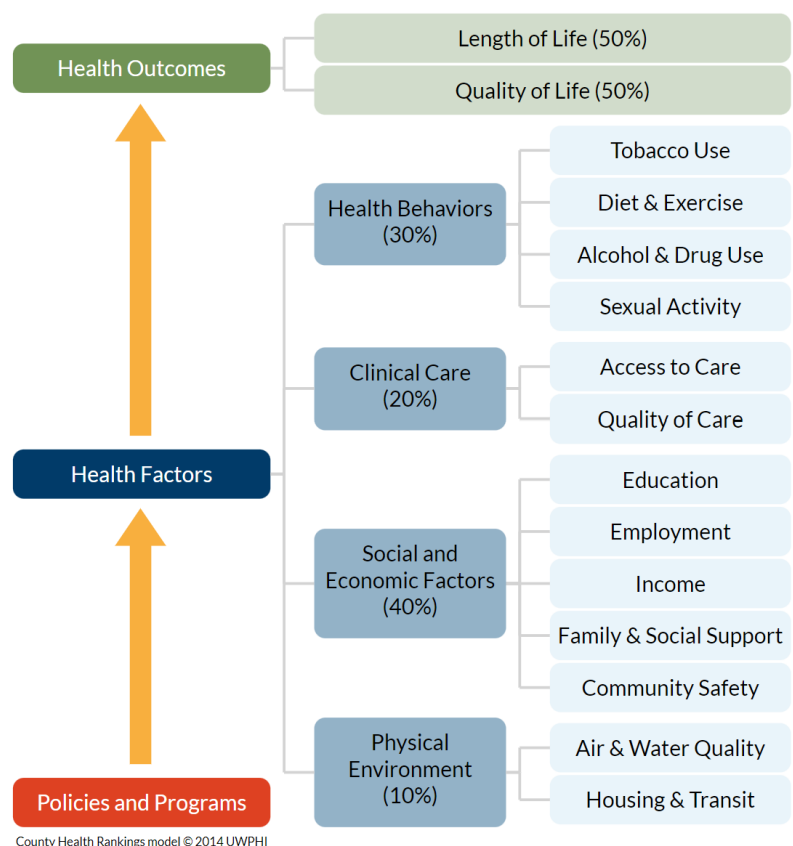 Health Outcomes
Length of Life (50%)
Quality of Life (50%)
Health Factors
Health Behaviors
(30%)
Tobacco Use
Diet & Exercise
Alcohol & Drug Use
Sexual Activity
Clinical Care
(20%)
Access to Care
Quality of Care
Social and
Economic Factors
(40%)
Education
Employment
Income
Family & Social Support
Community Safety
Physical
Environment
(10%)
Air & Water Quality
Housing & Transit
Policies and Programs
County Health Rankings model © 2014 UWPHI